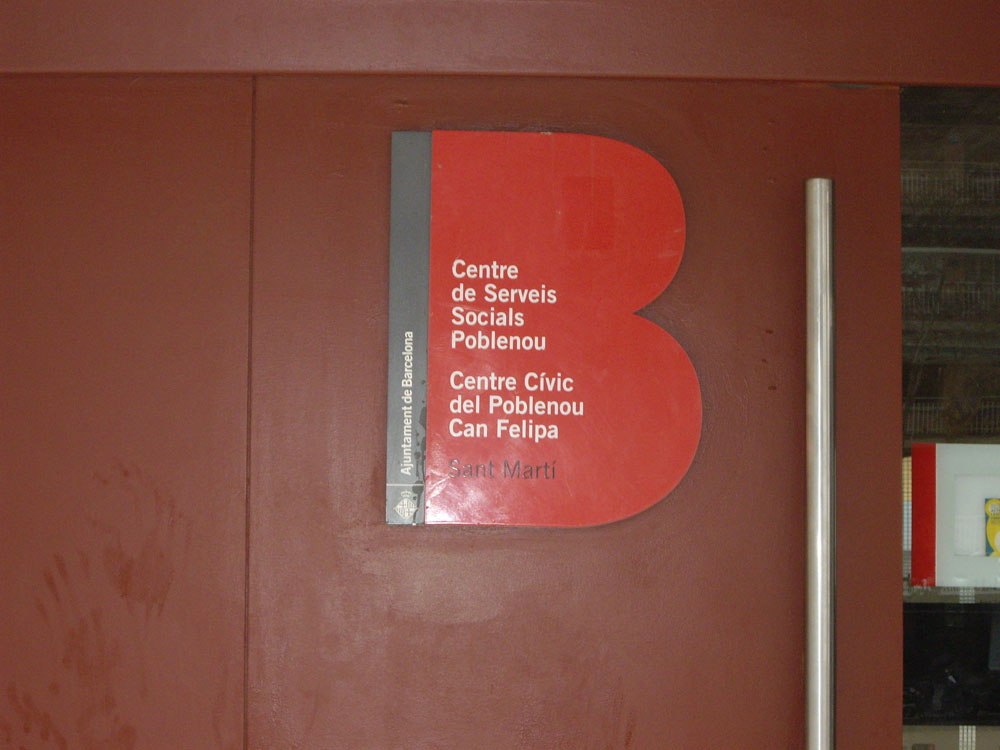 Centre
de Serveis
Socials
Poblenou
Centre Cívic
del Poblenou
Can Felipa
Sant Martí
Ajuntament de Barcelona